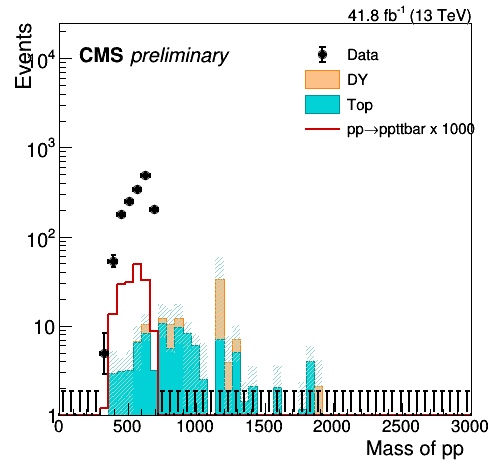 41.8 fb⁻¹ (13 TeV)
Events
CMS preliminary
Data
DY
Top
pp→ppttbar x 1000
10⁴
10³
10²
10
1
0 500 1000 1500 2000 2500 3000
Mass of pp